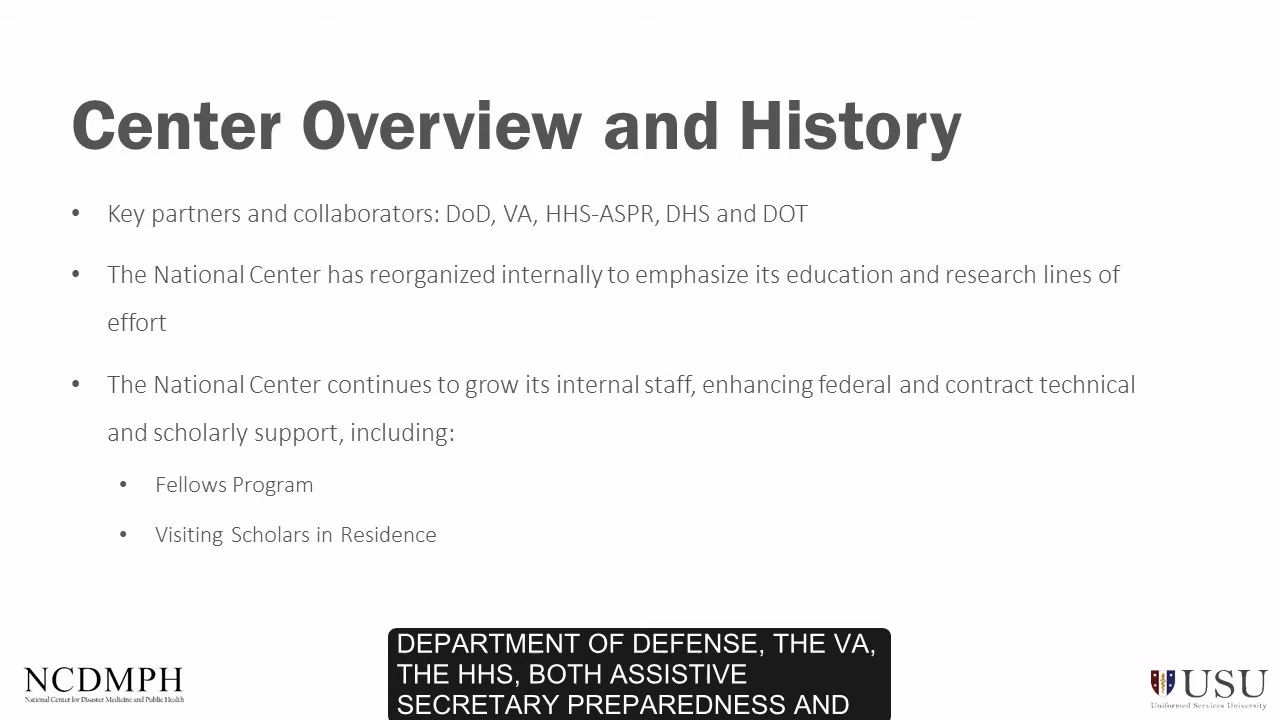 Center Overview and History
• Key partners and collaborators: DoD, VA, HHS-ASPR, DHS and DOT
• The National Center has reorganized internally to emphasize its education and research lines of
effort
• The National Center continues to grow its internal staff, enhancing federal and contract technical
and scholarly support, including:
• Fellows Program
• Visiting Scholars in Residence
DEPARTMENT OF DEFENSE, THE VA,
THE HHS, BOTH ASSISTIVE
SECRETARY PREPAREDNESS AND
NCDMPH
National Center for Disaster Medicine and Public Health
USU
Uniformed Services University